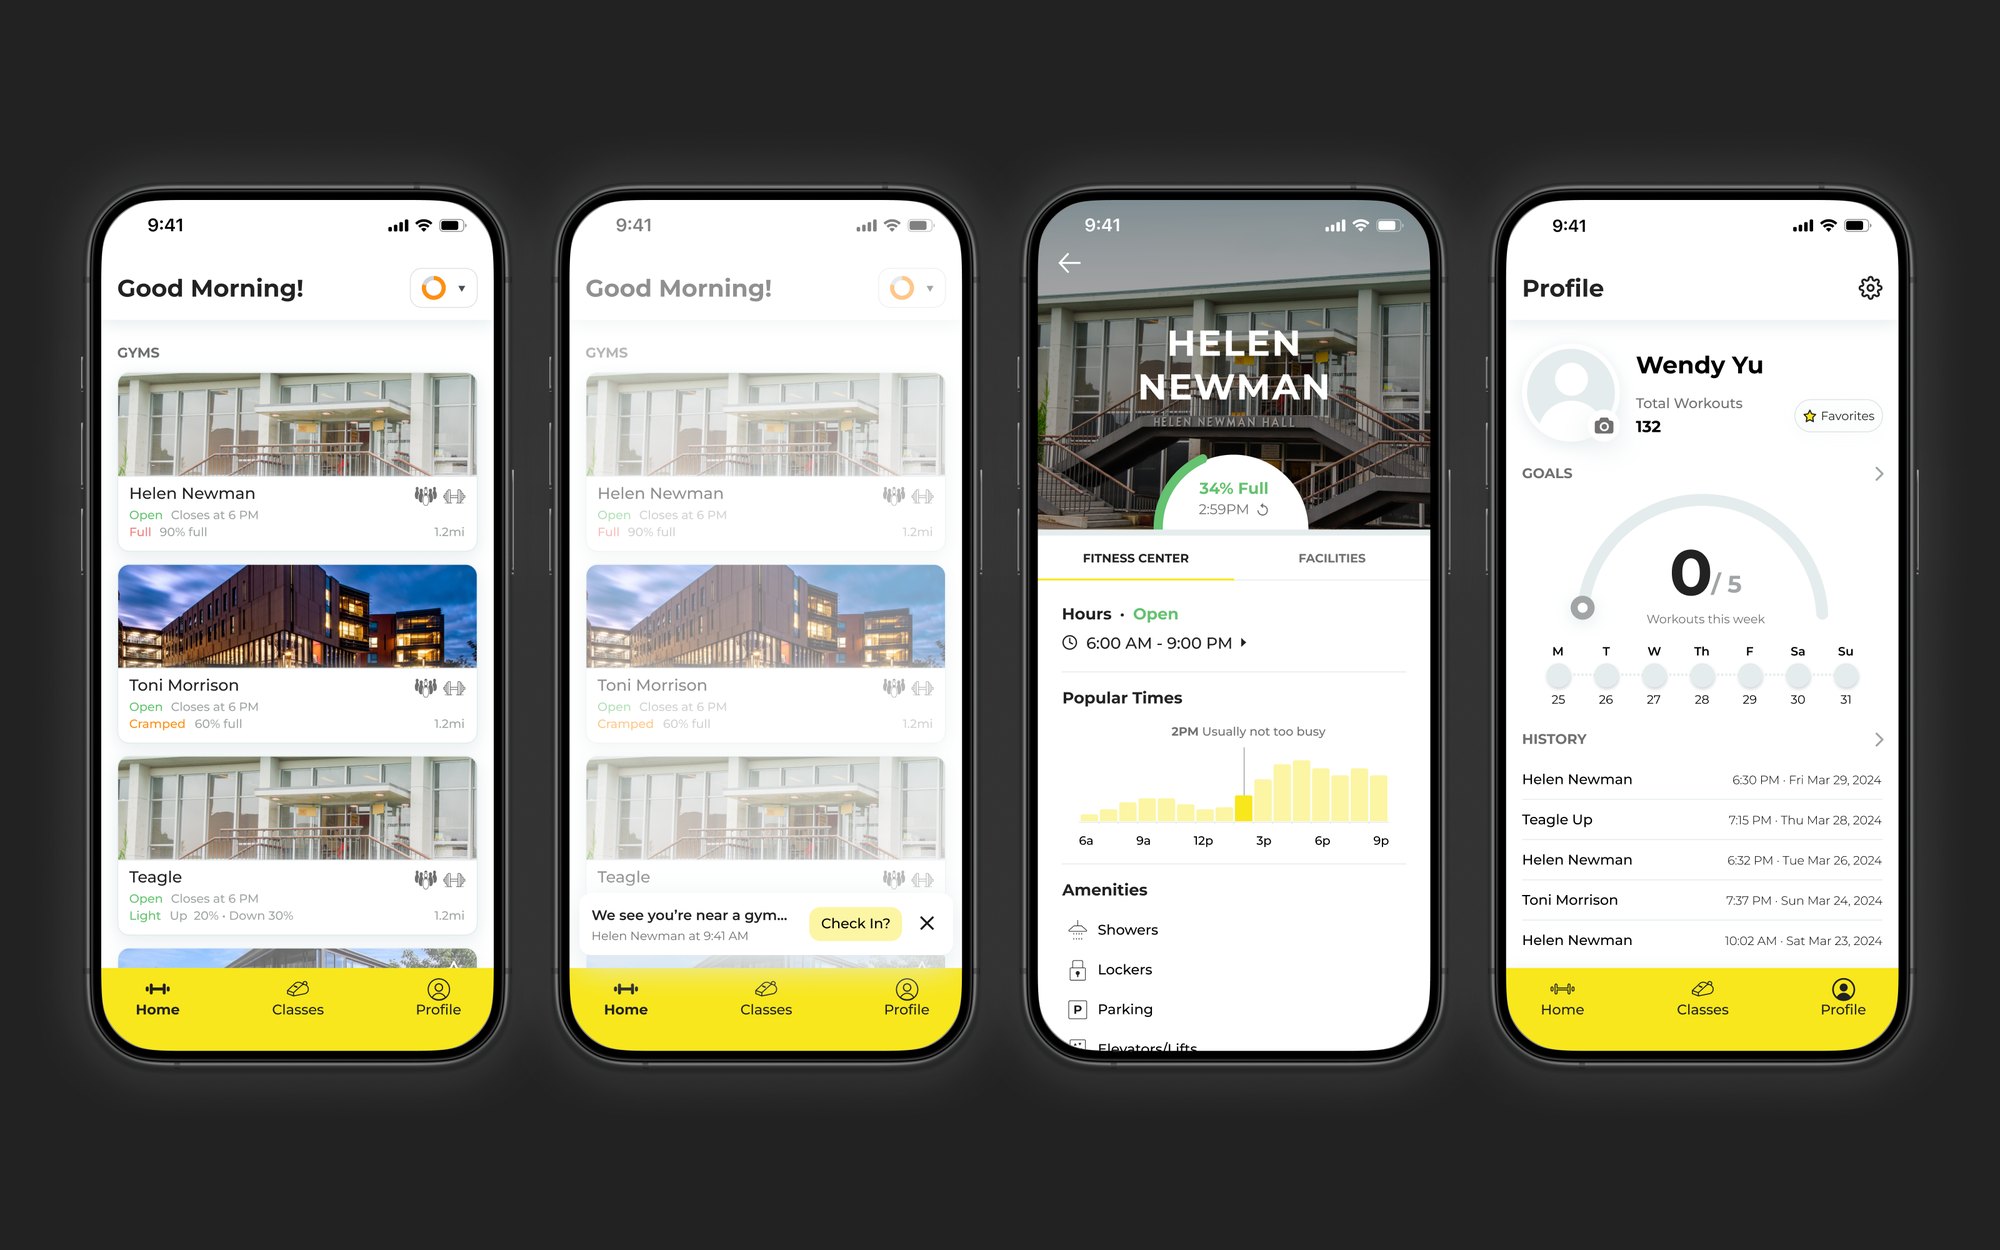 9:41
Good Morning!
GYMS
Helen Newman
Open Closes at 6 PM
Full 90% full 1.2mi
Toni Morrison
Open Closes at 6 PM
Cramped 60% full 1.2mi
Teagle
Open Closes at 6 PM
Light Up 20% • Down 30% 1.2mi
Home Classes Profile
9:41
Good Morning!
GYMS
Helen Newman
Open Closes at 6 PM
Full 90% full 1.2mi
Toni Morrison
Open Closes at 6 PM
Cramped 60% full 1.2mi
Teagle
We see you're near a gym...
Helen Newman at 9:41 AM
Check In?
Home Classes Profile
9:41
HELEN
NEWMAN
HELEN NEWMAN HALL
34% Full
2:59PM
FITNESS CENTER FACILITIES
Hours • Open
6:00 AM - 9:00 PM
Popular Times
2PM Usually not too busy
6a 9a 12p 3p 6p 9p
Amenities
Showers
Lockers
P Parking
Elevators/Lifts
9:41
Profile
Wendy Yu
Total Workouts
132
Favorites
GOALS
0/ 5
Workouts this week
M T W Th F Sa Su
25 26 27 28 29 30 31
HISTORY
Helen Newman 6:30 PM · Fri Mar 29, 2024
Teagle Up 7:15 PM · Thu Mar 28, 2024
Helen Newman 6:32 PM · Tue Mar 26, 2024
Toni Morrison 7:37 PM · Sun Mar 24, 2024
Helen Newman 10:02 AM · Sat Mar 23, 2024
Home Classes Profile